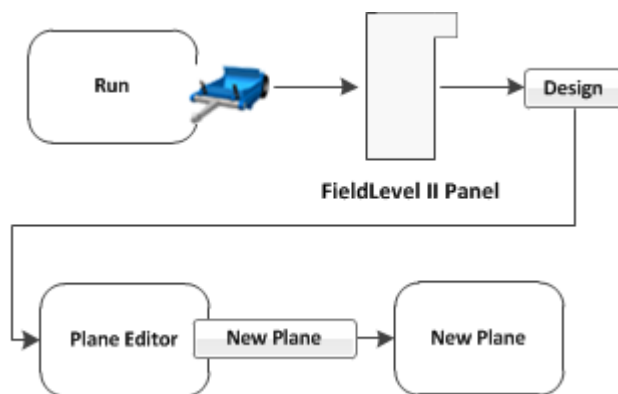 Run
Design
FieldLevel II Panel
Plane Editor
New Plane
New Plane